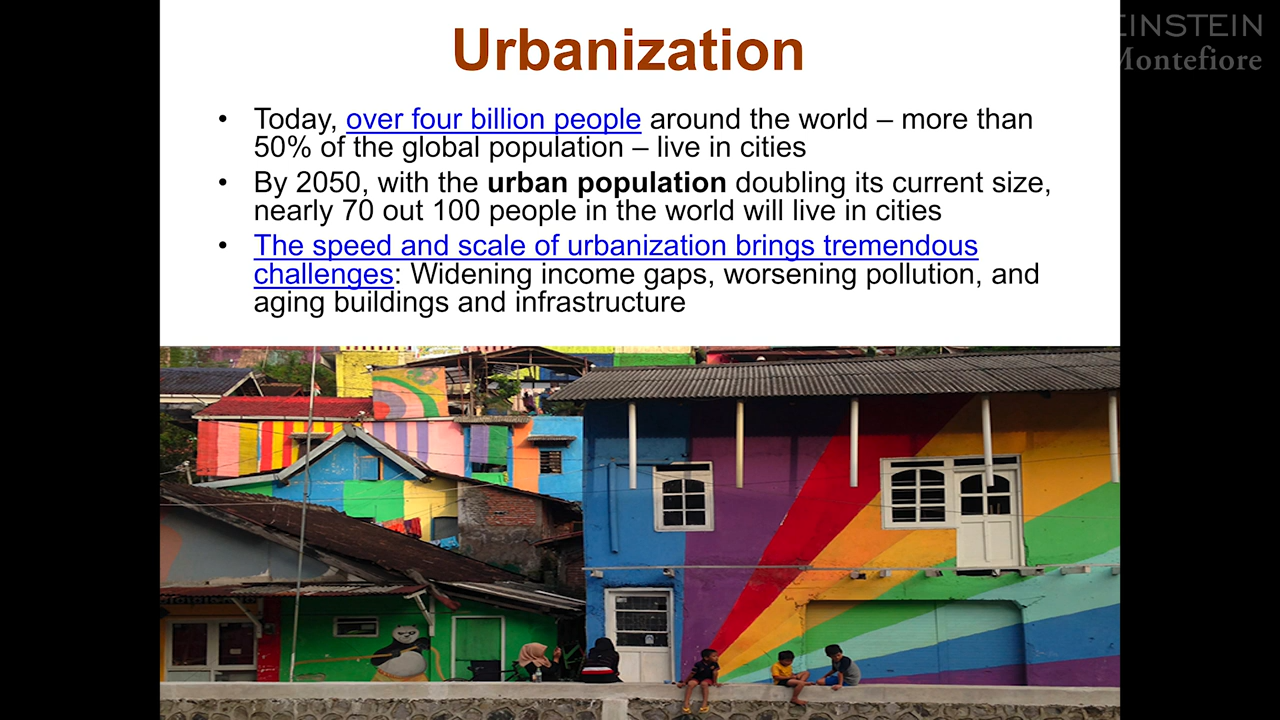 EINSTEIN
Montefiore
Urbanization
• Today, over four billion people around the world – more than
50% of the global population – live in cities
• By 2050, with the urban population doubling its current size,
nearly 70 out 100 people in the world will live in cities
• The speed and scale of urbanization brings tremendous
challenges: Widening income gaps, worsening pollution, and
aging buildings and infrastructure